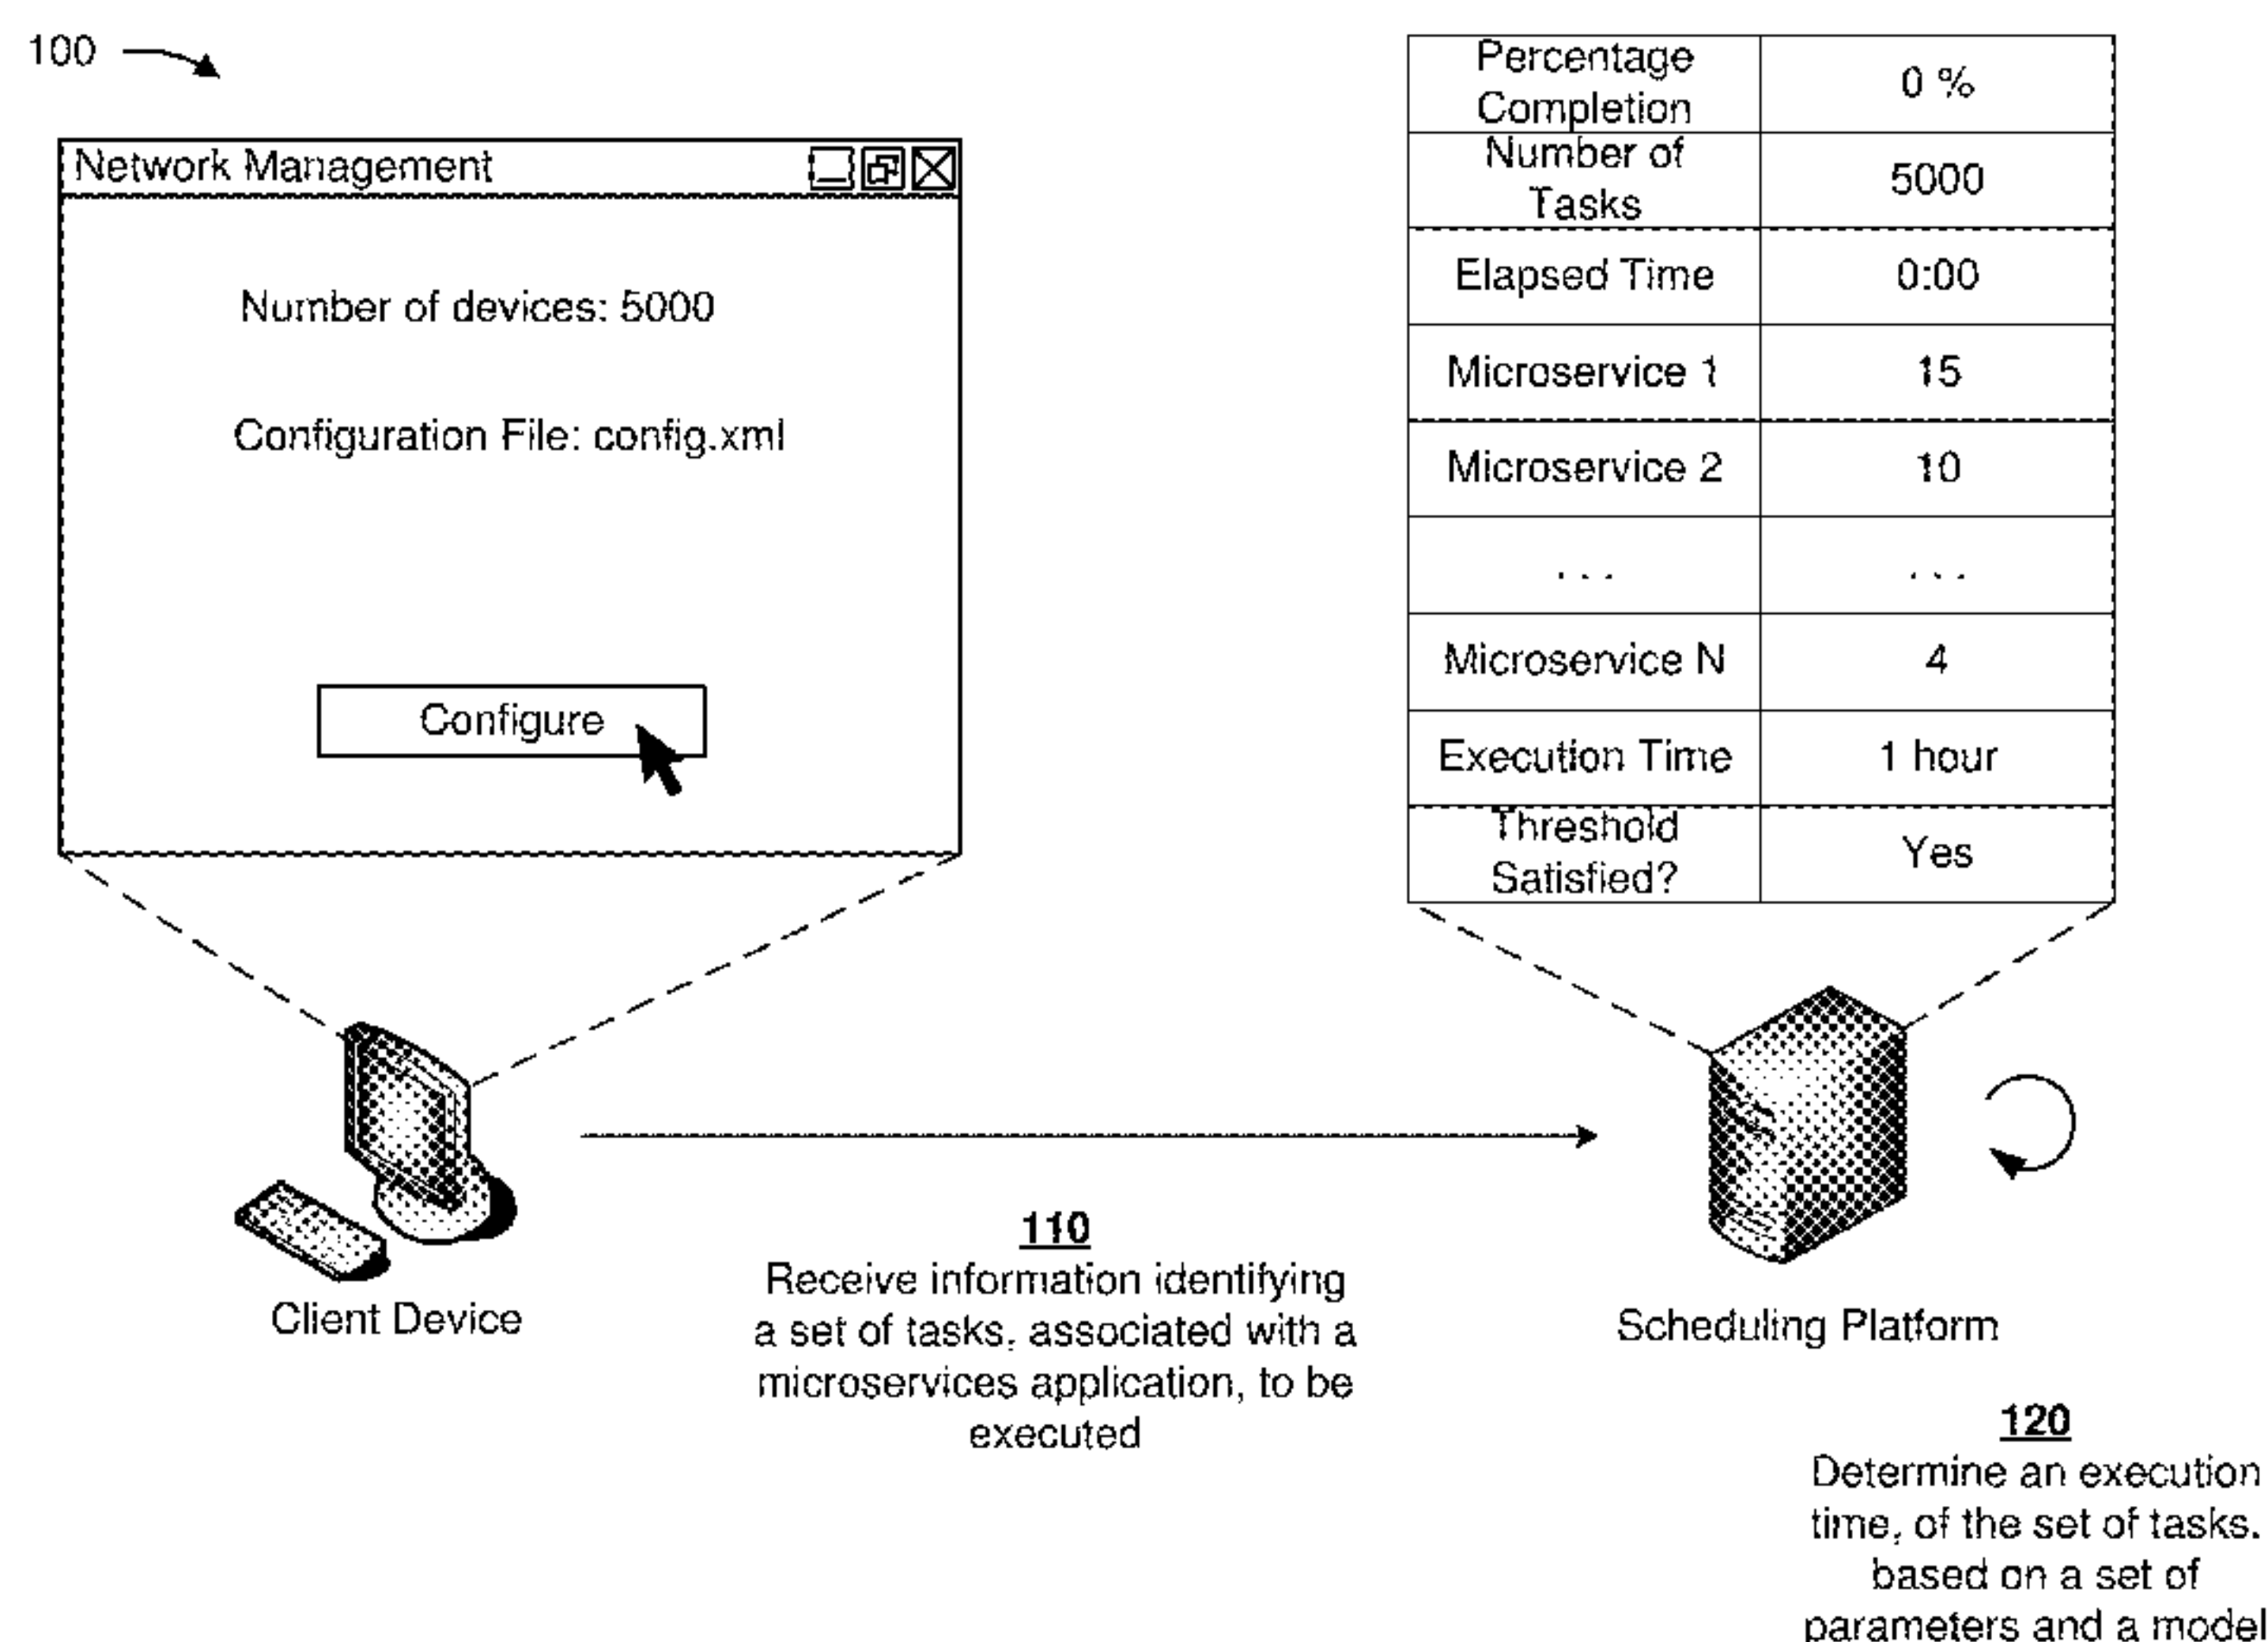 100
Network Management
Number of devices: 5000
Configuration File: config.xml
Configure
Percentage
Completion
0 %
Number of
Tasks
5000
Elapsed Time
0:00
Microservice 1
15
Microservice 2
10
. . .
. . .
Microservice N
4
Execution Time
1 hour
Threshold
Satisfied?
Yes
Client Device
110
Receive information identifying
a set of tasks, associated with a
microservices application, to be
executed
Scheduling Platform
120
Determine an execution
time, of the set of tasks.
based on a set of
parameters and a model